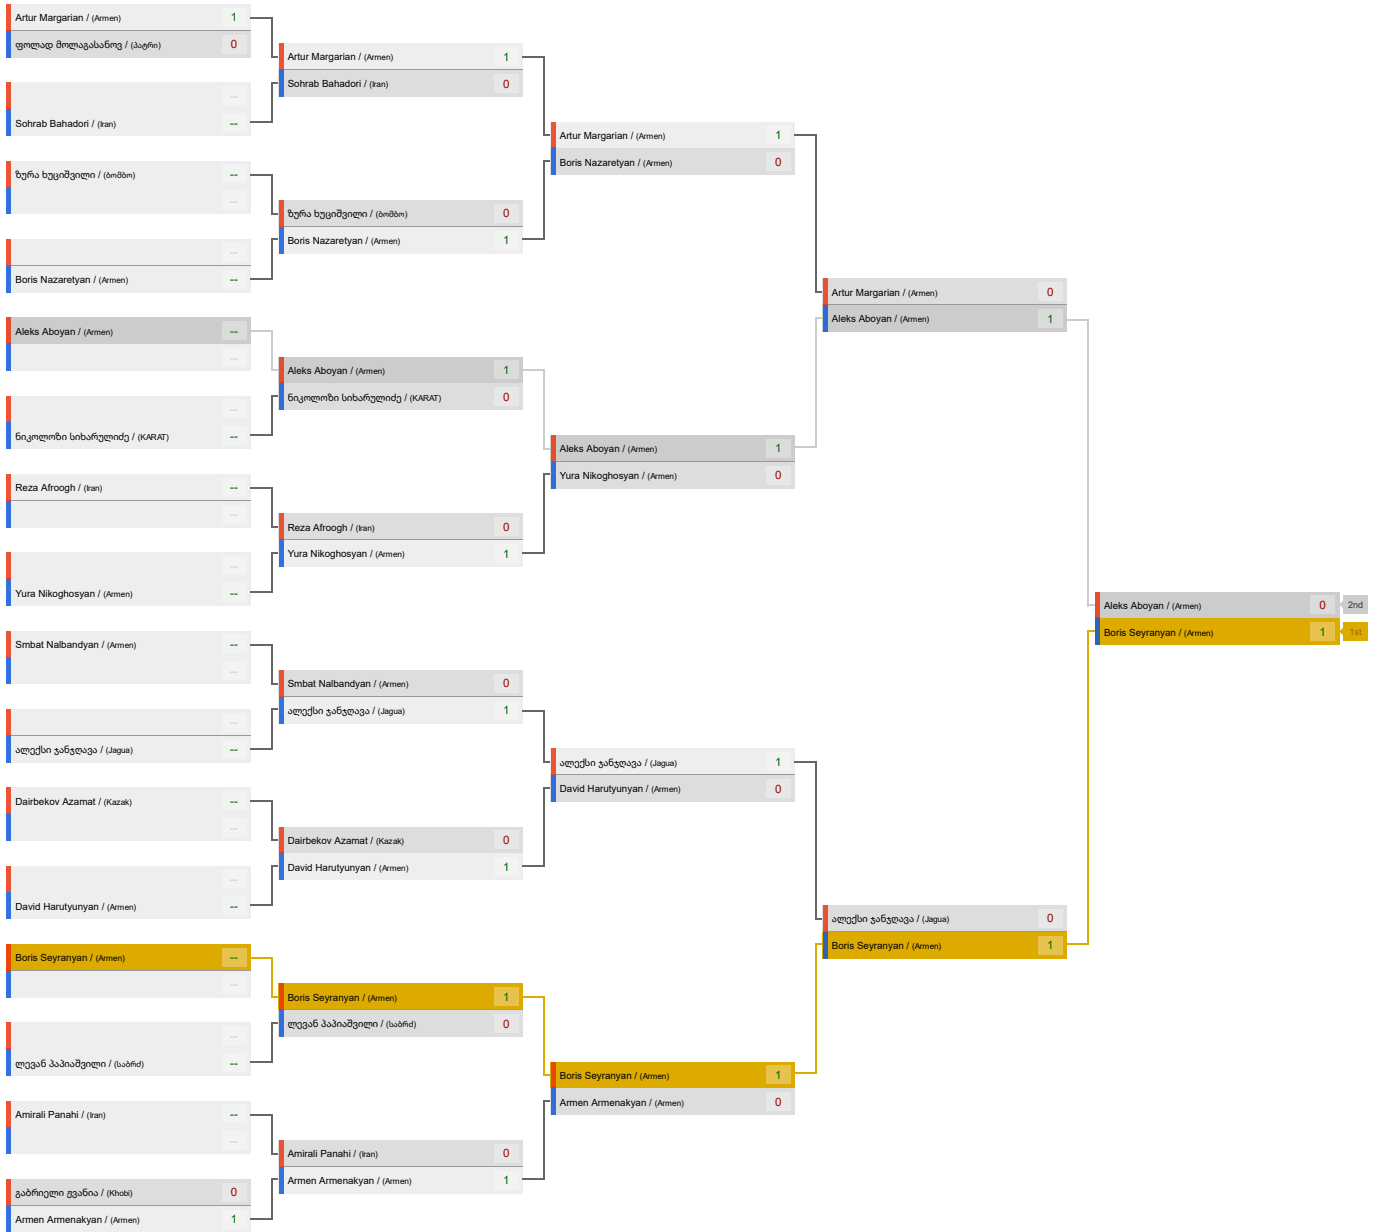 Artur Margarian / (Armen) 1
ფოლად მოლაგასანოვ / (პატრი) 0
--
Sohrab Bahadori / (Iran) --
ზურა ხუციშვილი / (ბომბო) --
--
--
Boris Nazaretyan / (Armen) --
Aleks Aboyan / (Armen) --
--
--
ნიკოლოზი სიხარულიძე / (KARAT) --
Reza Afroogh / (Iran) --
--
--
Yura Nikoghosyan / (Armen) --
Smbat Nalbandyan / (Armen) --
--
--
ალექსი ჯანჯღავა / (Jagua) --
Dairbekov Azamat / (Kazak) --
--
--
David Harutyunyan / (Armen) --
Boris Seyranyan / (Armen) --
--
--
ლევან პაპიაშვილი / (საბრძ) --
Amirali Panahi / (Iran) --
--
გაბრიელი ჟვანია / (Khobi) 0
Armen Armenakyan / (Armen) 1
Artur Margarian / (Armen) 1
Sohrab Bahadori / (Iran) 0
ზურა ხუციშვილი / (ბომბო) 0
Boris Nazaretyan / (Armen) 1
Aleks Aboyan / (Armen) 1
ნიკოლოზი სიხარულიძე / (KARAT) 0
Reza Afroogh / (Iran) 0
Yura Nikoghosyan / (Armen) 1
Smbat Nalbandyan / (Armen) 0
ალექსი ჯანჯღავა / (Jagua) 1
Dairbekov Azamat / (Kazak) 0
David Harutyunyan / (Armen) 1
Boris Seyranyan / (Armen) 1
ლევან პაპიაშვილი / (საბრძ) 0
Amirali Panahi / (Iran) 0
Armen Armenakyan / (Armen) 1
Artur Margarian / (Armen) 1
Boris Nazaretyan / (Armen) 0
Aleks Aboyan / (Armen) 1
Yura Nikoghosyan / (Armen) 0
ალექსი ჯანჯღავა / (Jagua) 1
David Harutyunyan / (Armen) 0
Boris Seyranyan / (Armen) 1
Armen Armenakyan / (Armen) 0
Artur Margarian / (Armen) 0
Aleks Aboyan / (Armen) 1
ალექსი ჯანჯღავა / (Jagua) 0
Boris Seyranyan / (Armen) 1
Aleks Aboyan / (Armen) 0 2nd
Boris Seyranyan / (Armen) 1 1st